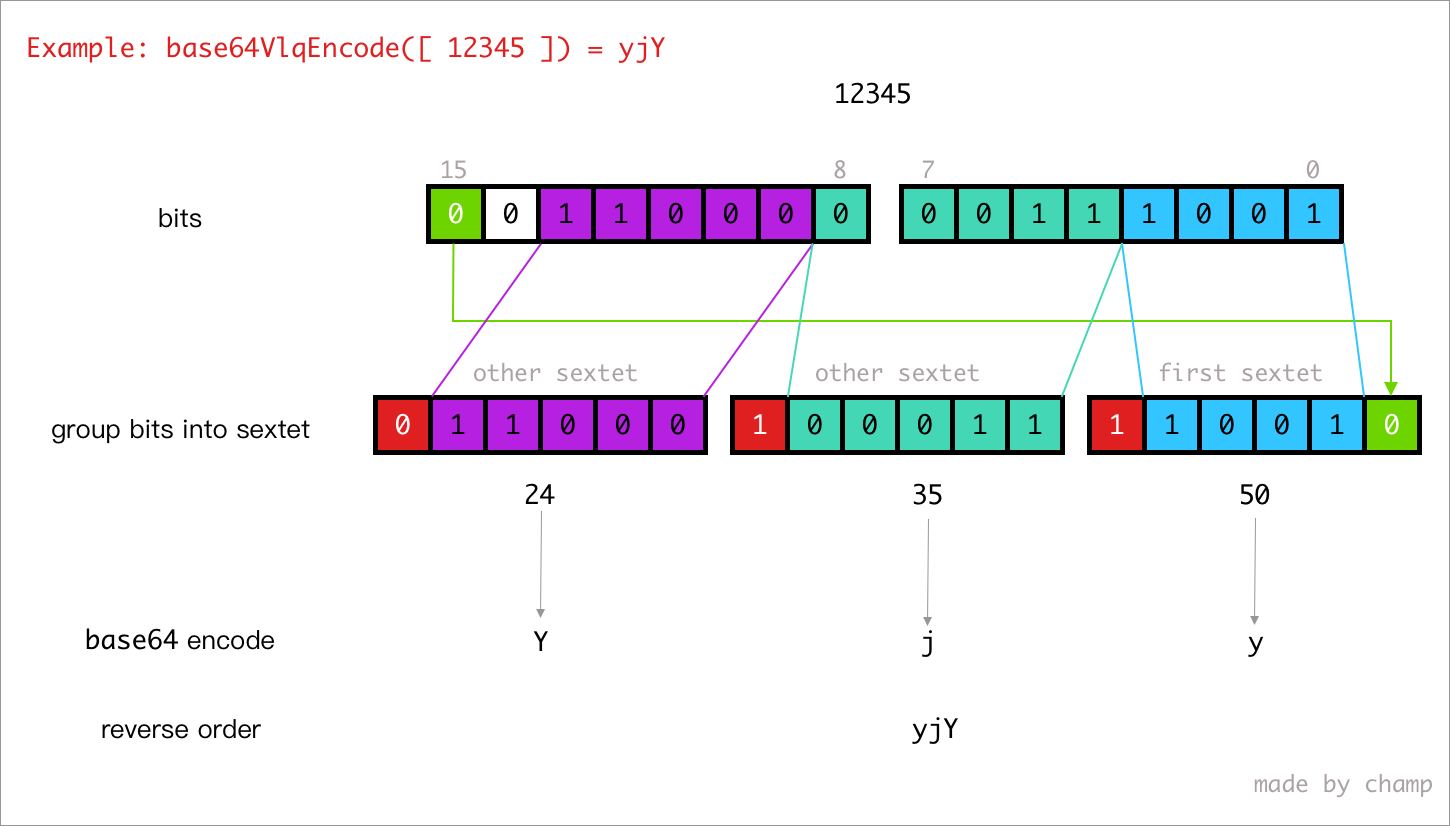 Example: base64VlqEncode([ 12345 ]) = yjY
12345
15 8 7 0
bits 0 0 1 1 0 0 0 0 0 0 1 1 1 0 0 1
other sextet other sextet first sextet
group bits into sextet 0 1 1 0 0 0 1 0 0 0 1 1 1 1 0 0 1 0
24 35 50
base64 encode Y j y
reverse order yjY
made by champ